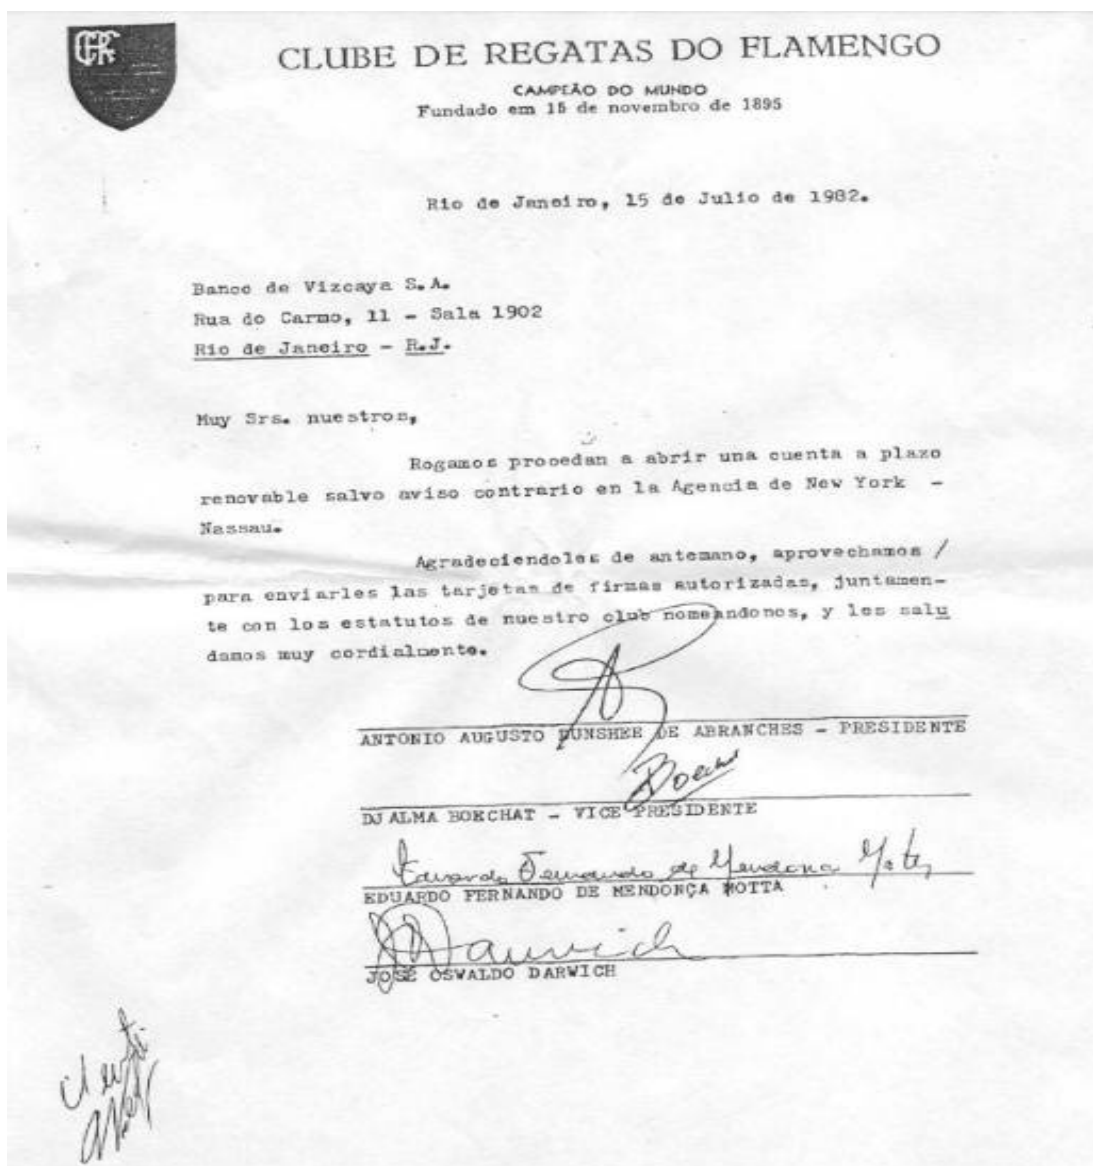 CRF
CLUBE DE REGATAS DO FLAMENGO
CAMPEÃO DO MUNDO
Fundado em 15 de novembro de 1895
Rio de Janeiro, 15 de Julio de 1982.
Banco de Vizcaya S.A.
Rua do Carmo, 11 - Sala 1902
Rio de Janeiro - R.J.
Muy Srs. nuestros,
Rogamos procedan a abrir una cuenta a plazo
renovable salvo aviso contrario en la Agencia de New York -
Nassau.
Agradeciendoles de antemano, aprovechamos /
para enviarles las tarjetas de firmas autorizadas, juntamen-
te con los estatutos de nuestro club nomeandonos, y les salu
damos muy cordialmente.
ANTONIO AUGUSTO DUNSHEE DE ABRANCHES - PRESIDENTE
Boechat
DJALMA BOECHAT - VICE PRESIDENTE
Eduardo Fernando de Mendonça Motta
EDUARDO FERNANDO DE MENDONÇA MOTTA
Darwich
JOSÉ OSWALDO DARWICH